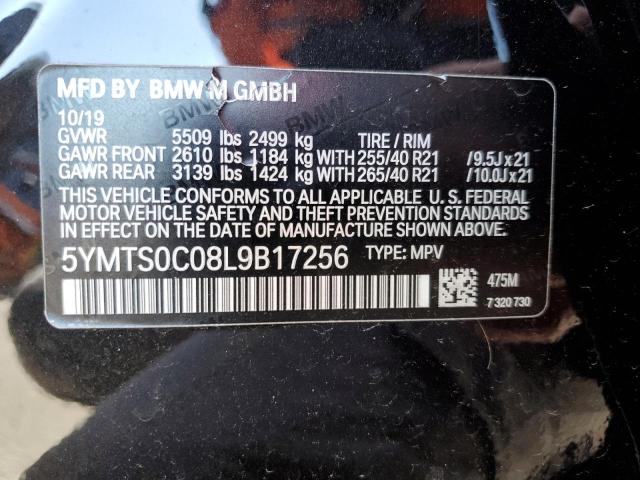 MFD BY BMW M GMBH
10/19
GVWR 5509 lbs 2499 kg TIRE / RIM
GAWR FRONT 2610 lbs 1184 kg WITH 255/40 R21 /9.5J x 21
GAWR REAR 3139 lbs 1424 kg WITH 265/40 R21 /10.0J x 21
THIS VEHICLE CONFORMS TO ALL APPLICABLE U. S. FEDERAL
MOTOR VEHICLE SAFETY AND THEFT PREVENTION STANDARDS
IN EFFECT ON THE DATE OF MANUFACTURE SHOWN ABOVE.
5YMTS0C08L9B17256 TYPE: MPV
475M
7 320 730